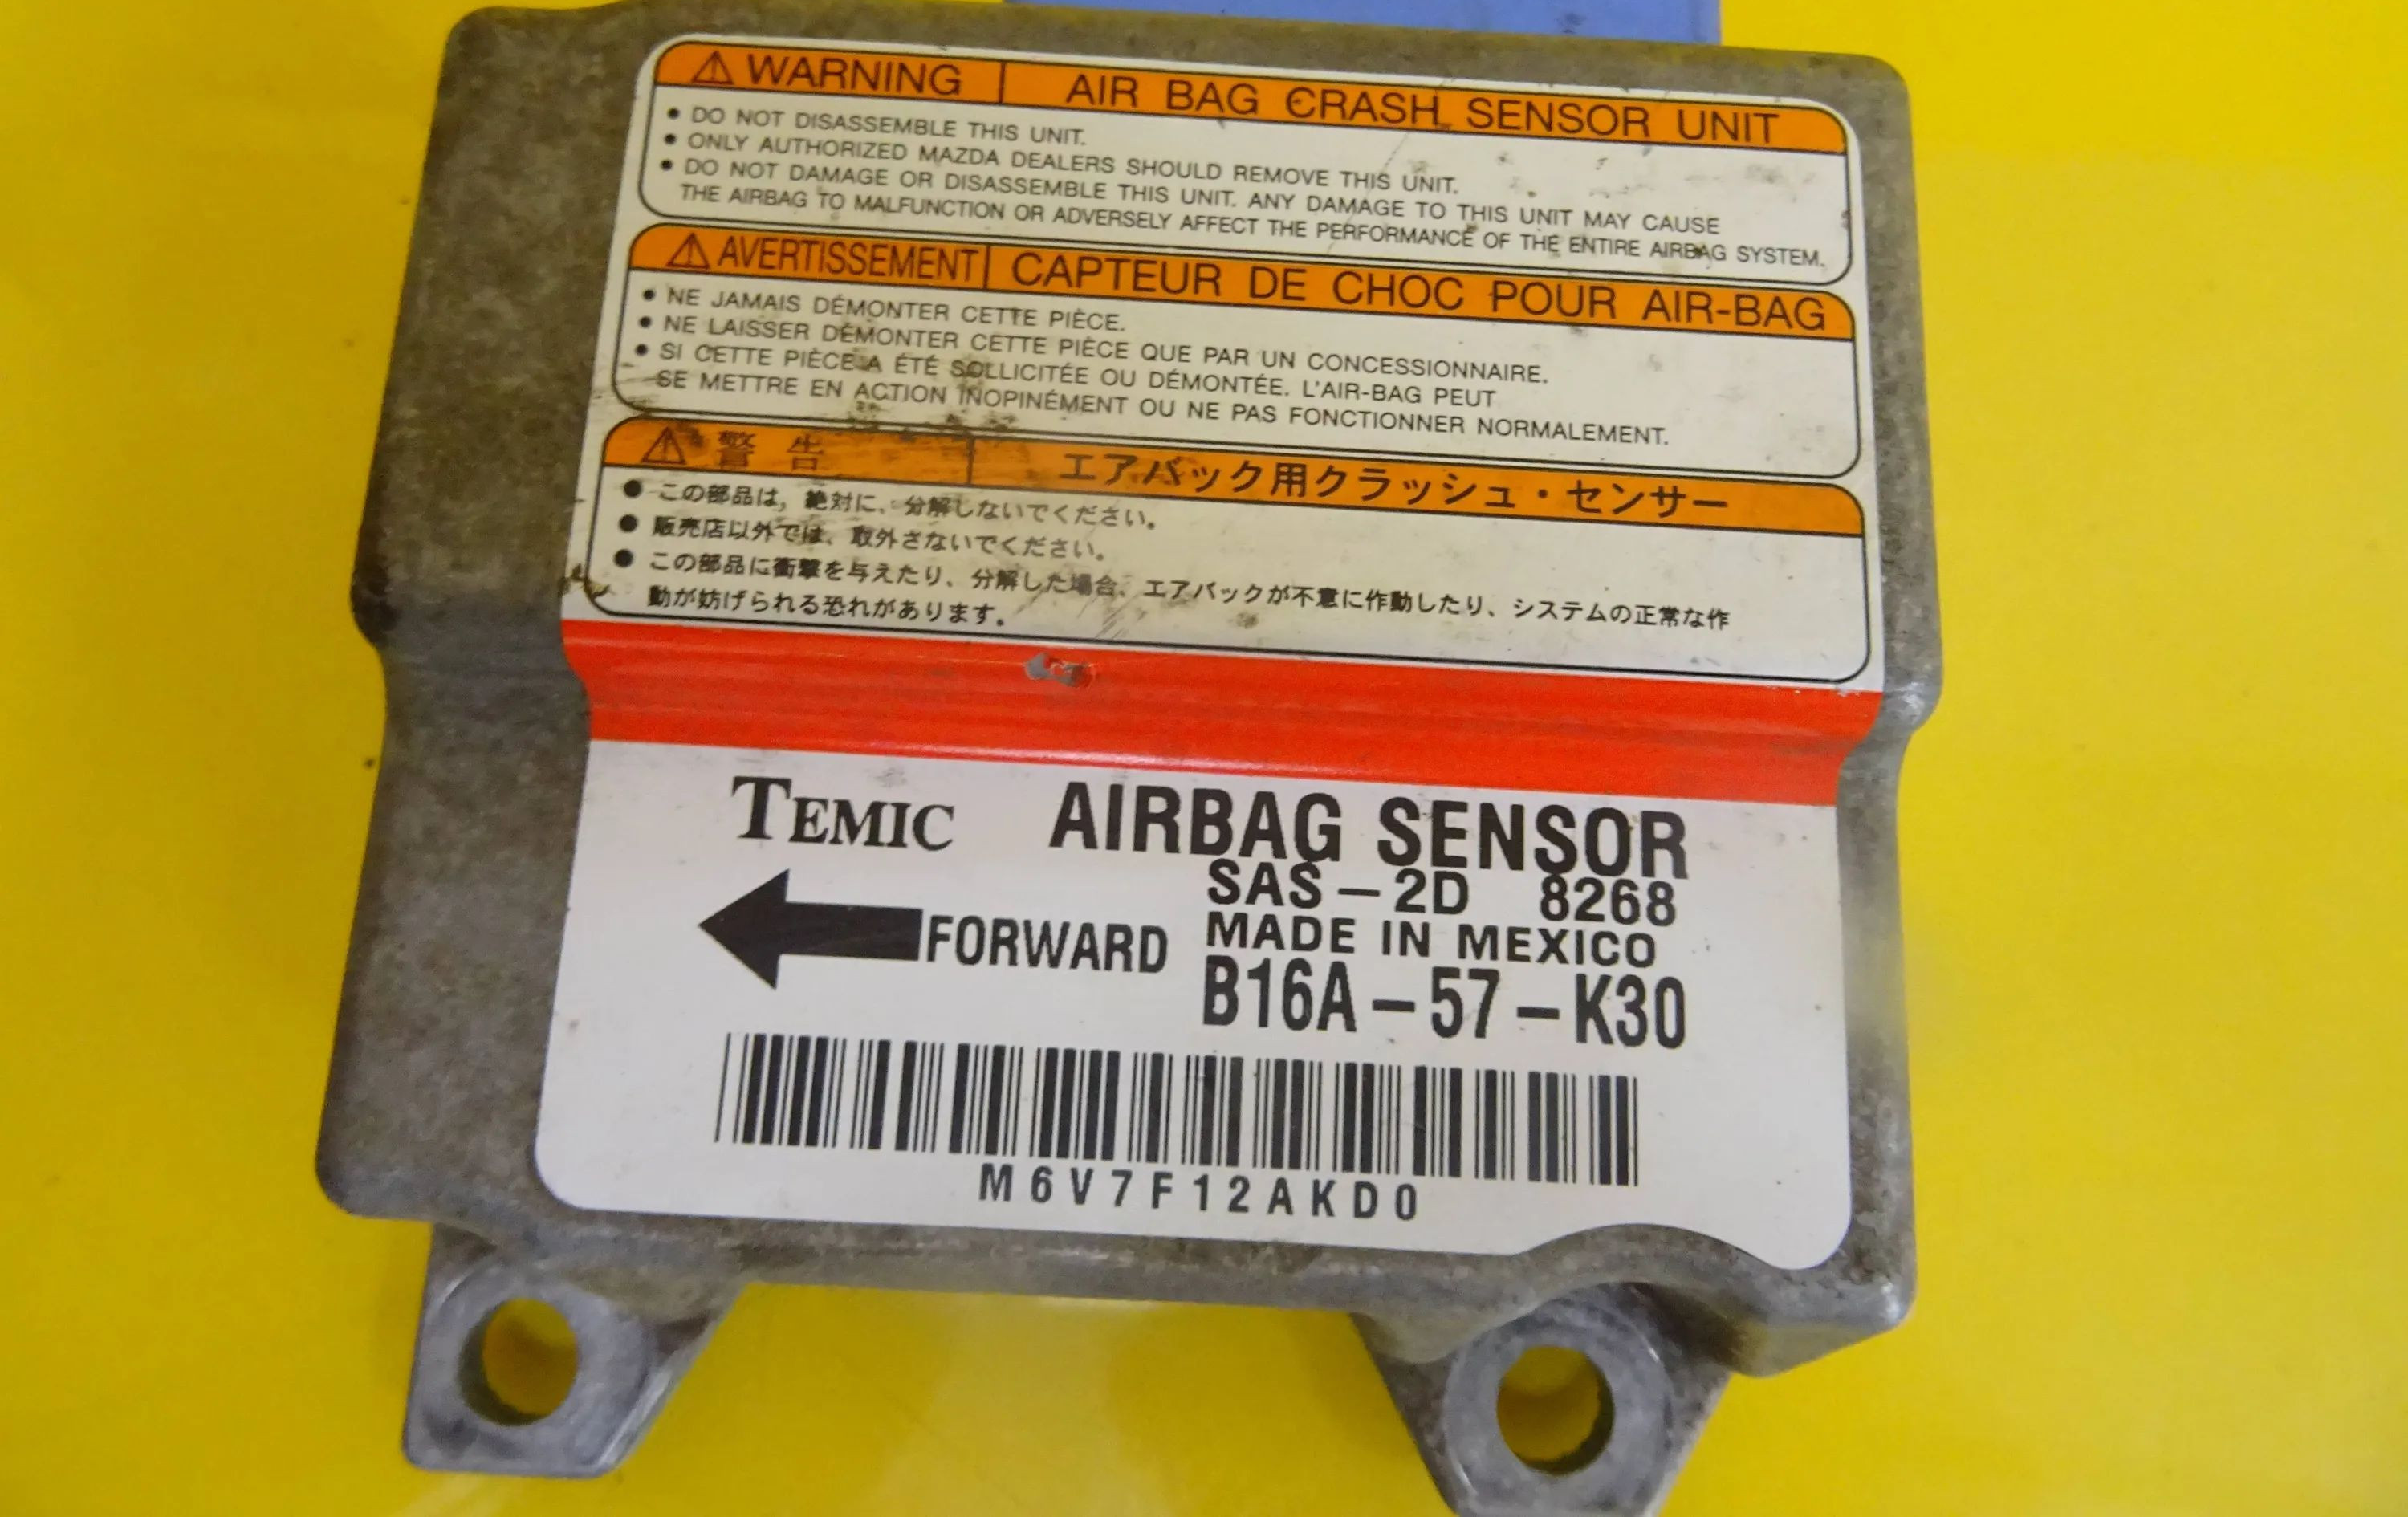 WARNING AIR BAG CRASH SENSOR UNIT
• DO NOT DISASSEMBLE THIS UNIT.
• ONLY AUTHORIZED MAZDA DEALERS SHOULD REMOVE THIS UNIT.
• DO NOT DAMAGE OR DISASSEMBLE THIS UNIT. ANY DAMAGE TO THIS UNIT MAY CAUSE
THE AIRBAG TO MALFUNCTION OR ADVERSELY AFFECT THE PERFORMANCE OF THE ENTIRE AIRBAG SYSTEM.
AVERTISSEMENT CAPTEUR DE CHOC POUR AIR-BAG
• NE JAMAIS DÉMONTER CETTE PIÈCE.
• NE LAISSER DÉMONTER CETTE PIÈCE QUE PAR UN CONCESSIONNAIRE.
• SI CETTE PIÈCE A ÉTÉ SOLLICITÉE OU DÉMONTÉE. L'AIR-BAG PEUT
SE METTRE EN ACTION INOPINÉMENT OU NE PAS FONCTIONNER NORMALEMENT.
警告 エアバック用クラッシュ・センサー
● この部品は, 絶対に、分解しないでください。
● 販売店以外では、取外さないでください。
● この部品に衝撃を与えたり、分解した場合、エアバックが不意に作動したり、システムの正常な作
動が妨げられる恐れがあります。
TEMIC AIRBAG SENSOR
SAS-2D 8268
FORWARD MADE IN MEXICO
B16A-57-K30
M6V7F12AKD0